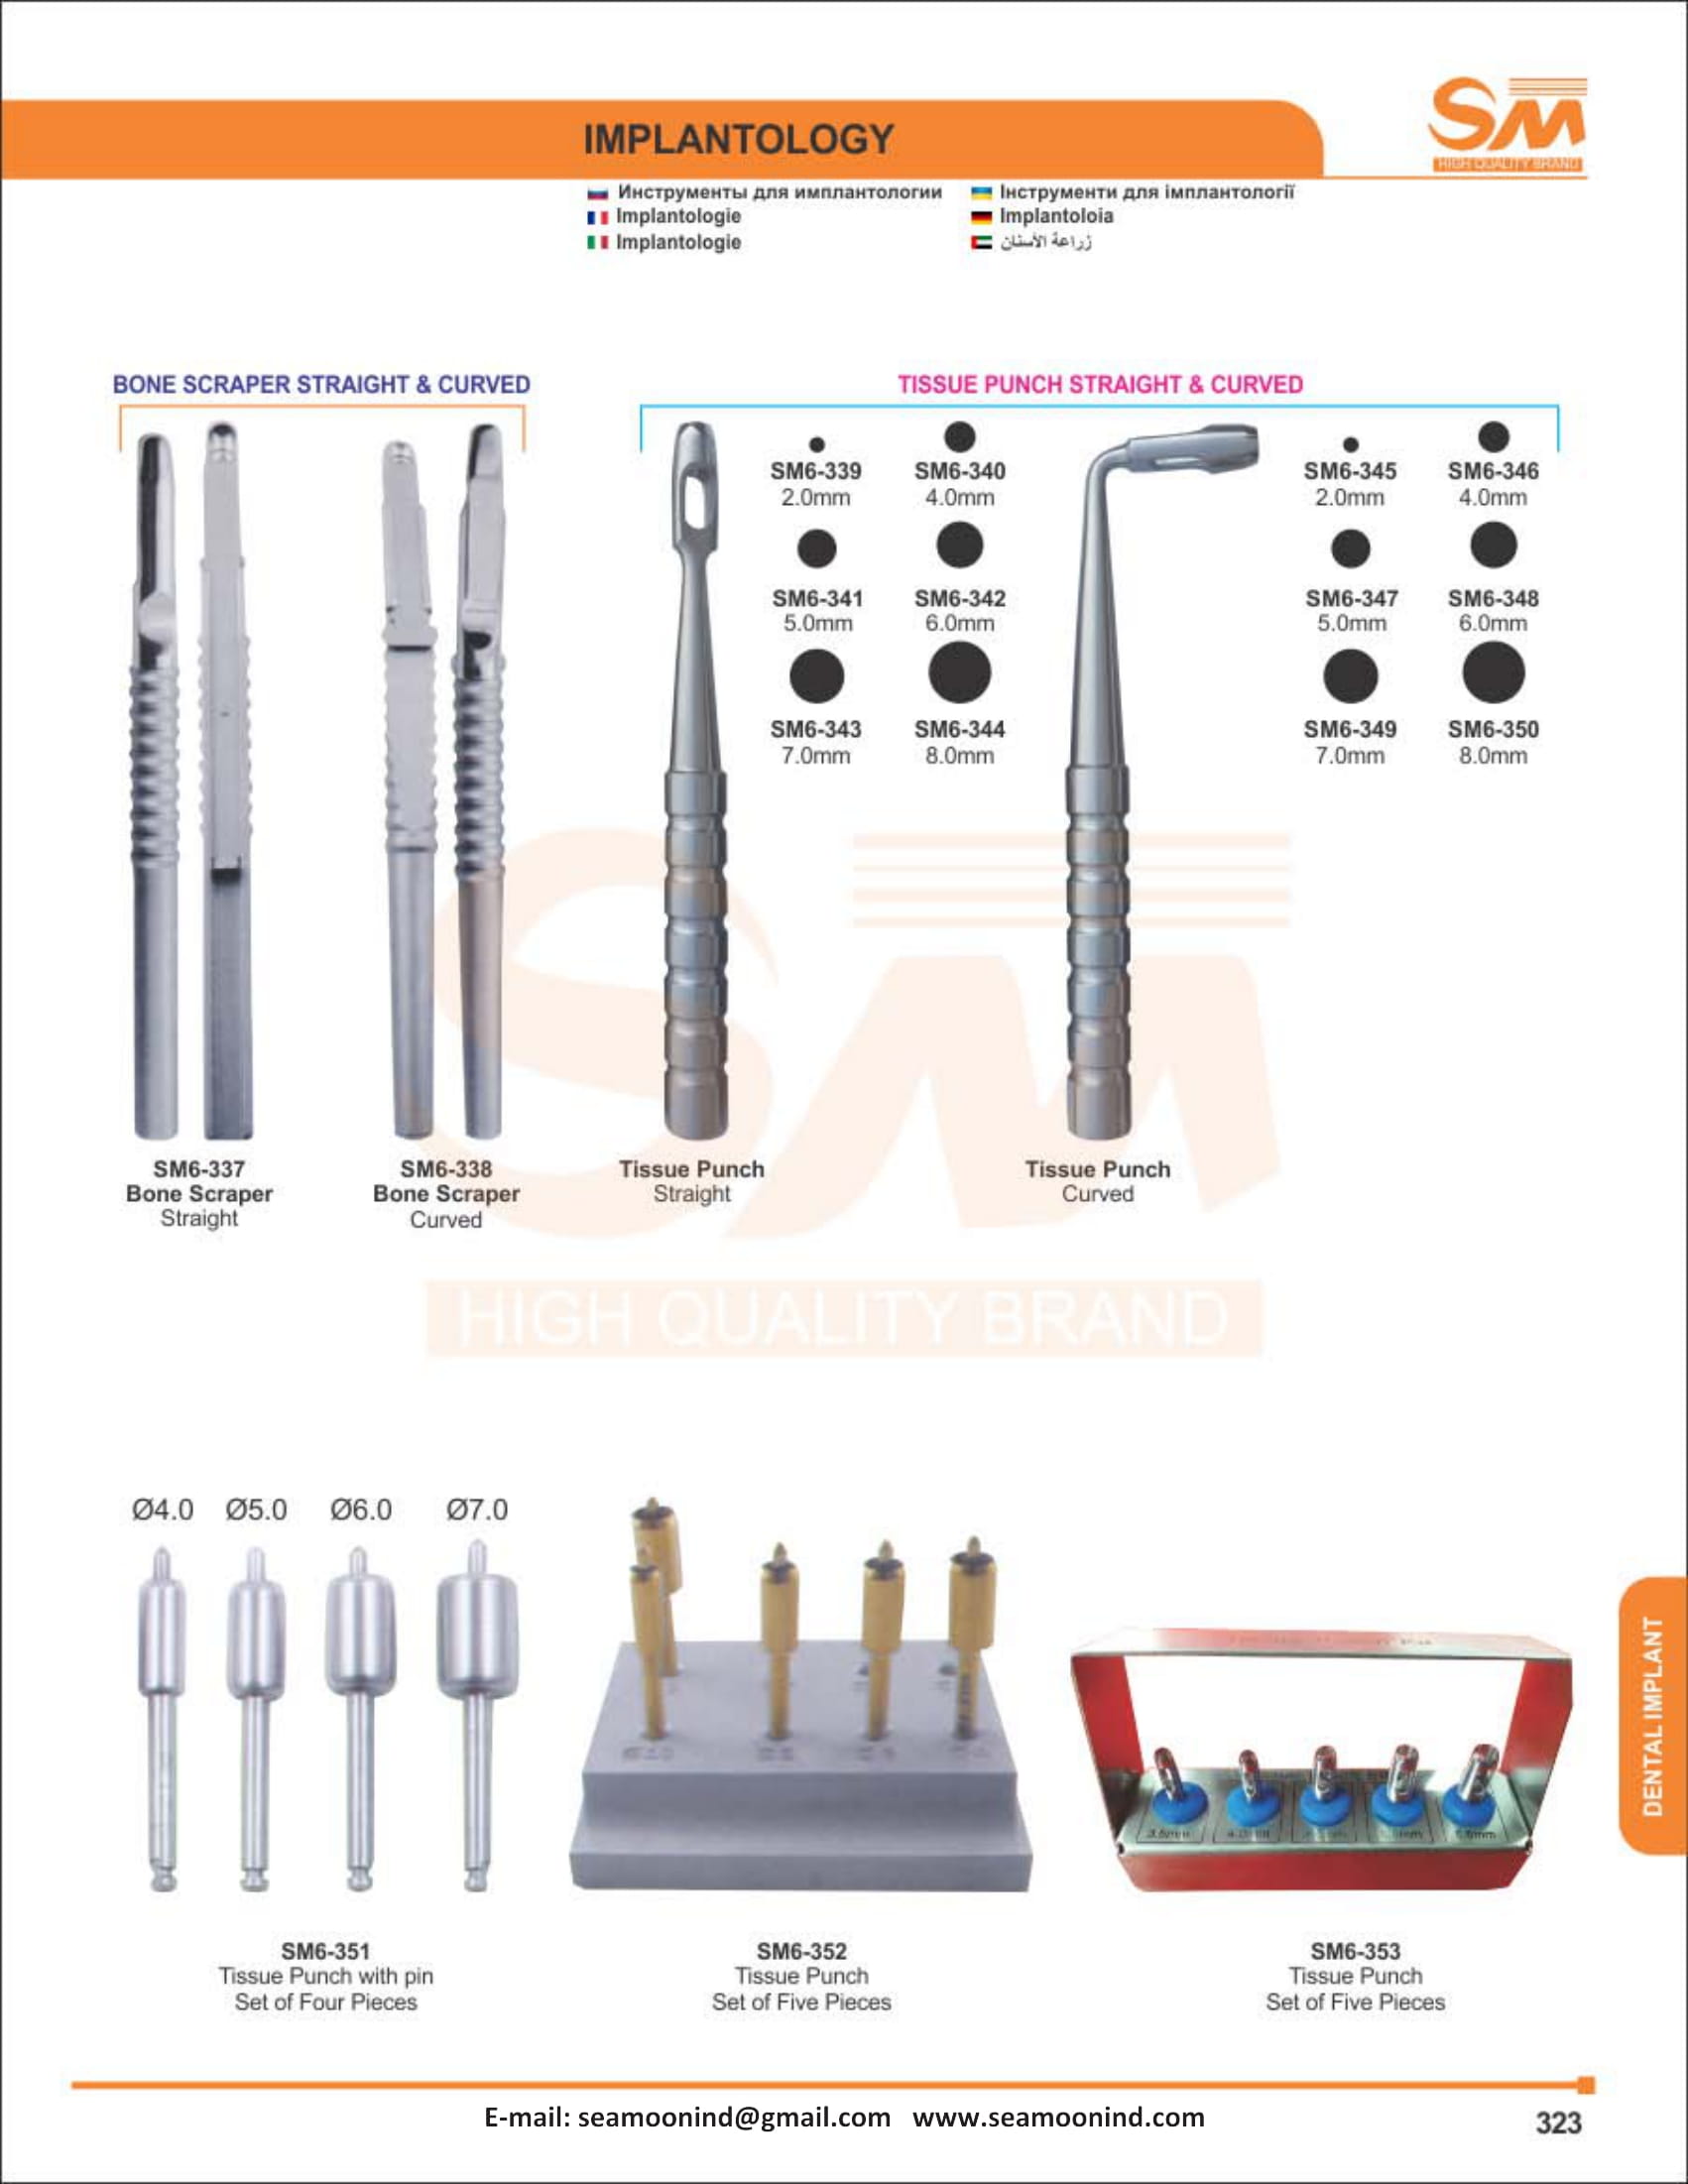 SM
HIGH QUALITY BRAND
IMPLANTOLOGY
Инструменты для имплантологии
Інструменти для імплантології
Implantologie
Implantoloia
Implantologie
زراعة الأسنان
BONE SCRAPER STRAIGHT & CURVED
TISSUE PUNCH STRAIGHT & CURVED
SM6-339 SM6-340
2.0mm 4.0mm
SM6-341 SM6-342
5.0mm 6.0mm
SM6-343 SM6-344
7.0mm 8.0mm
SM6-345 SM6-346
2.0mm 4.0mm
SM6-347 SM6-348
5.0mm 6.0mm
SM6-349 SM6-350
7.0mm 8.0mm
SM6-337
Bone Scraper
Straight
SM6-338
Bone Scraper
Curved
Tissue Punch
Straight
Tissue Punch
Curved
SM
HIGH QUALITY BRAND
Ø4.0 Ø5.0 Ø6.0 Ø7.0
SM6-351
Tissue Punch with pin
Set of Four Pieces
SM6-352
Tissue Punch
Set of Five Pieces
SM6-353
Tissue Punch
Set of Five Pieces
DENTAL IMPLANT
E-mail: seamoonind@gmail.com www.seamoonind.com
323